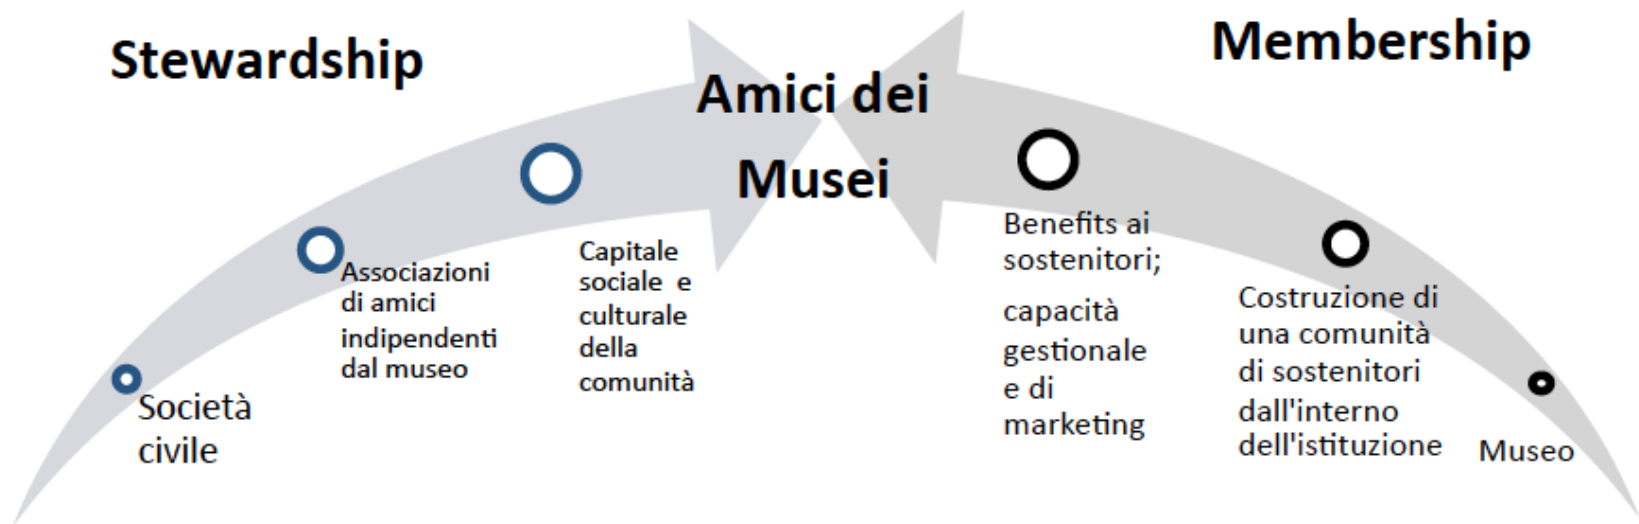 Stewardship
Membership
Amici dei
Musei
Società
civile
Associazioni
di amici
indipendenti
dal museo
Capitale
sociale e
culturale
della
comunità
Benefits ai
sostenitori;
capacità
gestionale
e di
marketing
Costruzione di
una comunità
di sostenitori
dall'interno
dell'istituzione
Museo